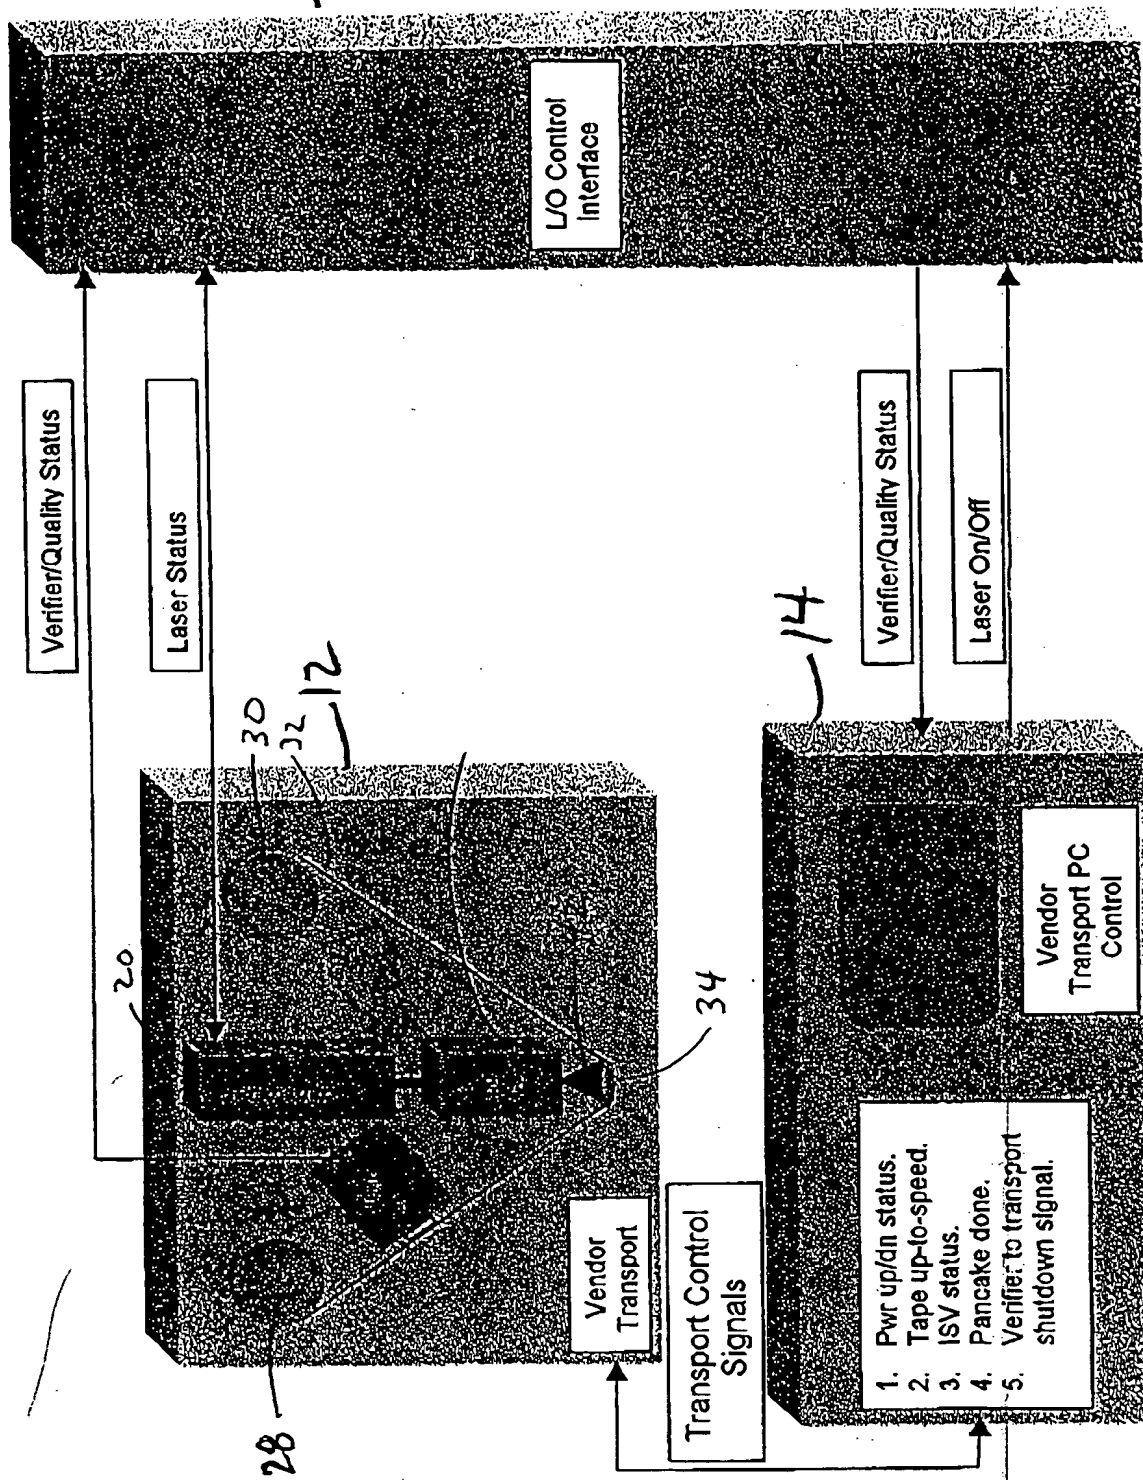 Verifier/Quality Status
Laser Status
L/O Control
Interface
20
30
32
12
28
34
Vendor
Transport
Transport Control
Signals
14
Verifier/Quality Status
Laser On/Off
1. Pwr up/dn status.
2. Tape up-to-speed.
3. ISV status.
4. Pancake done.
5. Verifier to transport
shutdown signal.
Vendor
Transport PC
Control